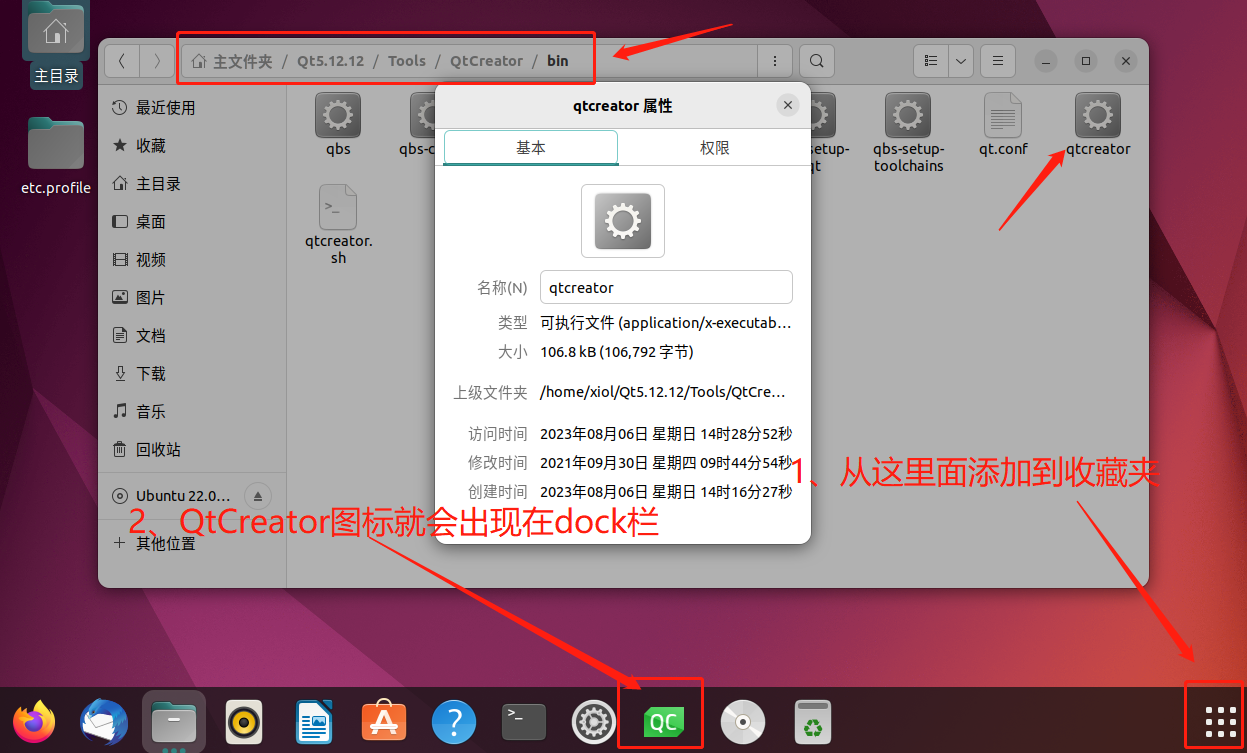 主目录
etc.profile
主文件夹 / Qt5.12.12 / Tools / QtCreator / bin
最近使用
收藏
主目录
桌面
视频
图片
文档
下载
音乐
回收站
Ubuntu 22.0...
其他位置
qbs
qbs-c
setup-
qt
qbs-setup-
toolchains
qt.conf
qtcreator
qtcreator.
sh
qtcreator 属性
基本
权限
名称(N) qtcreator
类型 可执行文件 (application/x-executab...
大小 106.8 kB (106,792 字节)
上级文件夹 /home/xiol/Qt5.12.12/Tools/QtCre...
访问时间 2023年08月06日 星期日 14时28分52秒
修改时间 2021年09月30日 星期四 09时44分54秒
创建时间 2023年08月06日 星期日 14时16分27秒
1、从这里面添加到收藏夹
2、QtCreator图标就会出现在dock栏
QC